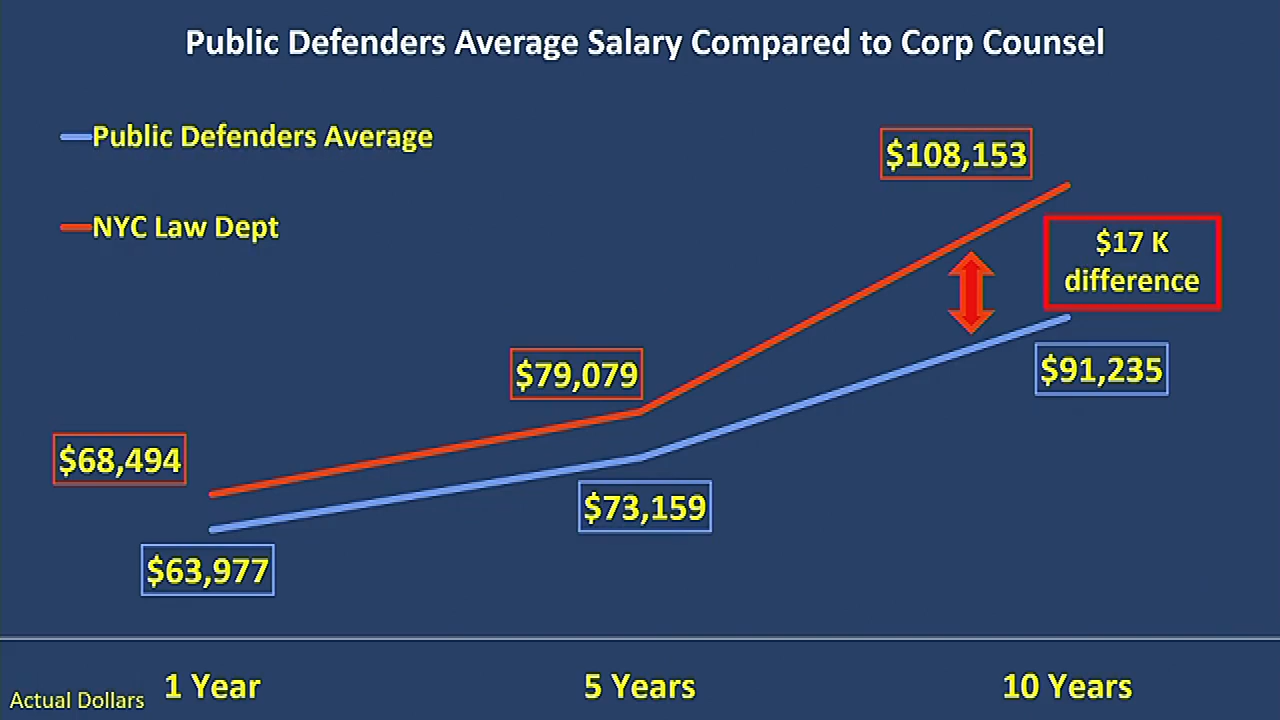 Public Defenders Average Salary Compared to Corp Counsel
Public Defenders Average
NYC Law Dept
$108,153
$17 K
difference
$79,079
$91,235
$68,494
$73,159
$63,977
Actual Dollars
1 Year
5 Years
10 Years